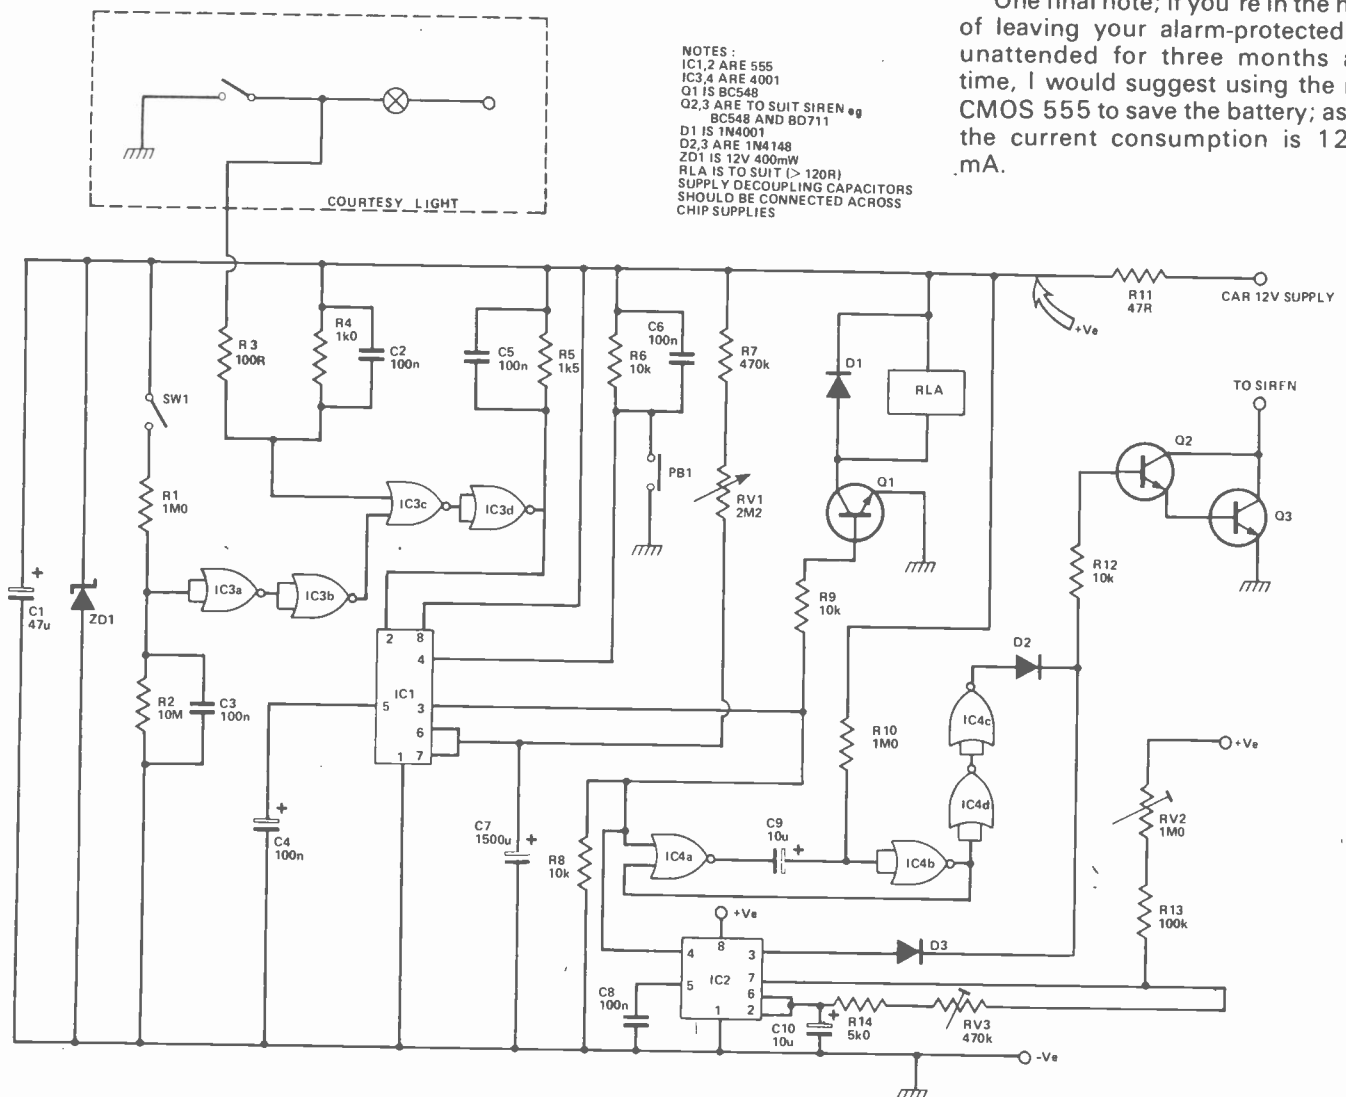 One final note; if you're in the
of leaving your alarm-protected
unattended for three months
time, I would suggest using the
CMOS 555 to save the battery; as
the current consumption is 12
mA.
NOTES :
IC1,2 ARE 555
IC3,4 ARE 4001
Q1 IS BC548
Q2,3 ARE TO SUIT SIREN eg
BC548 AND BD711
D1 IS 1N4001
D2,3 ARE 1N4148
ZD1 IS 12V 400mW
RLA IS TO SUIT (> 120R)
SUPPLY DECOUPLING CAPACITORS
SHOULD BE CONNECTED ACROSS
CHIP SUPPLIES
COURTESY LIGHT
R11
47R
CAR 12V SUPPLY
+Ve
R3
100R
R4
1k0
C2
100n
C5
100n
R5
1k5
C6
100n
R6
10k
R7
470k
D1
RLA
TO SIREN
SW1
PB1
RV1
2M2
Q1
Q2
Q3
R1
1M0
IC3c
IC3d
R12
10k
C1
47u
+
ZD1
IC3a
IC3b
R9
10k
2
8
4
IC1
5
3
6
7
1
R2
10M
C3
100n
D2
R10
1M0
IC4c
IC4d
+Ve
RV2
1M0
C4
100n
+
C7
1500u
+
R8
10k
IC4a
C9
10u
+
IC4b
R13
100k
+Ve
8
4
3
IC2
5
7
6
2
1
D3
C8
100n
C10
10u
+
R14
5k0
RV3
470k
-Ve